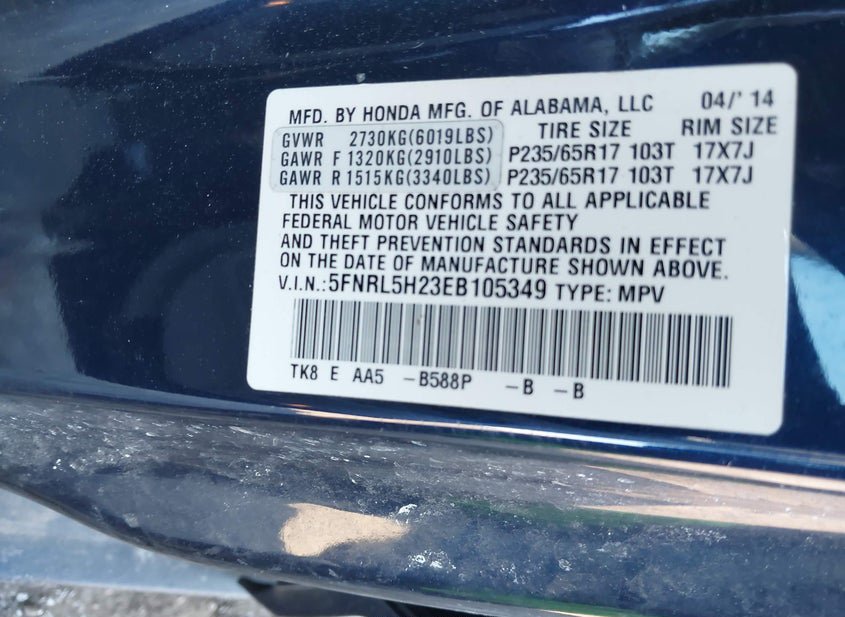 MFD. BY HONDA MFG. OF ALABAMA, LLC 04/'14
GVWR 2730KG(6019LBS) TIRE SIZE RIM SIZE
GAWR F 1320KG(2910LBS) P235/65R17 103T 17X7J
GAWR R 1515KG(3340LBS) P235/65R17 103T 17X7J
THIS VEHICLE CONFORMS TO ALL APPLICABLE
FEDERAL MOTOR VEHICLE SAFETY
AND THEFT PREVENTION STANDARDS IN EFFECT
ON THE DATE OF MANUFACTURE SHOWN ABOVE.
V.I.N.: 5FNRL5H23EB105349 TYPE: MPV
TK8 E AA5 -B588P -B -B